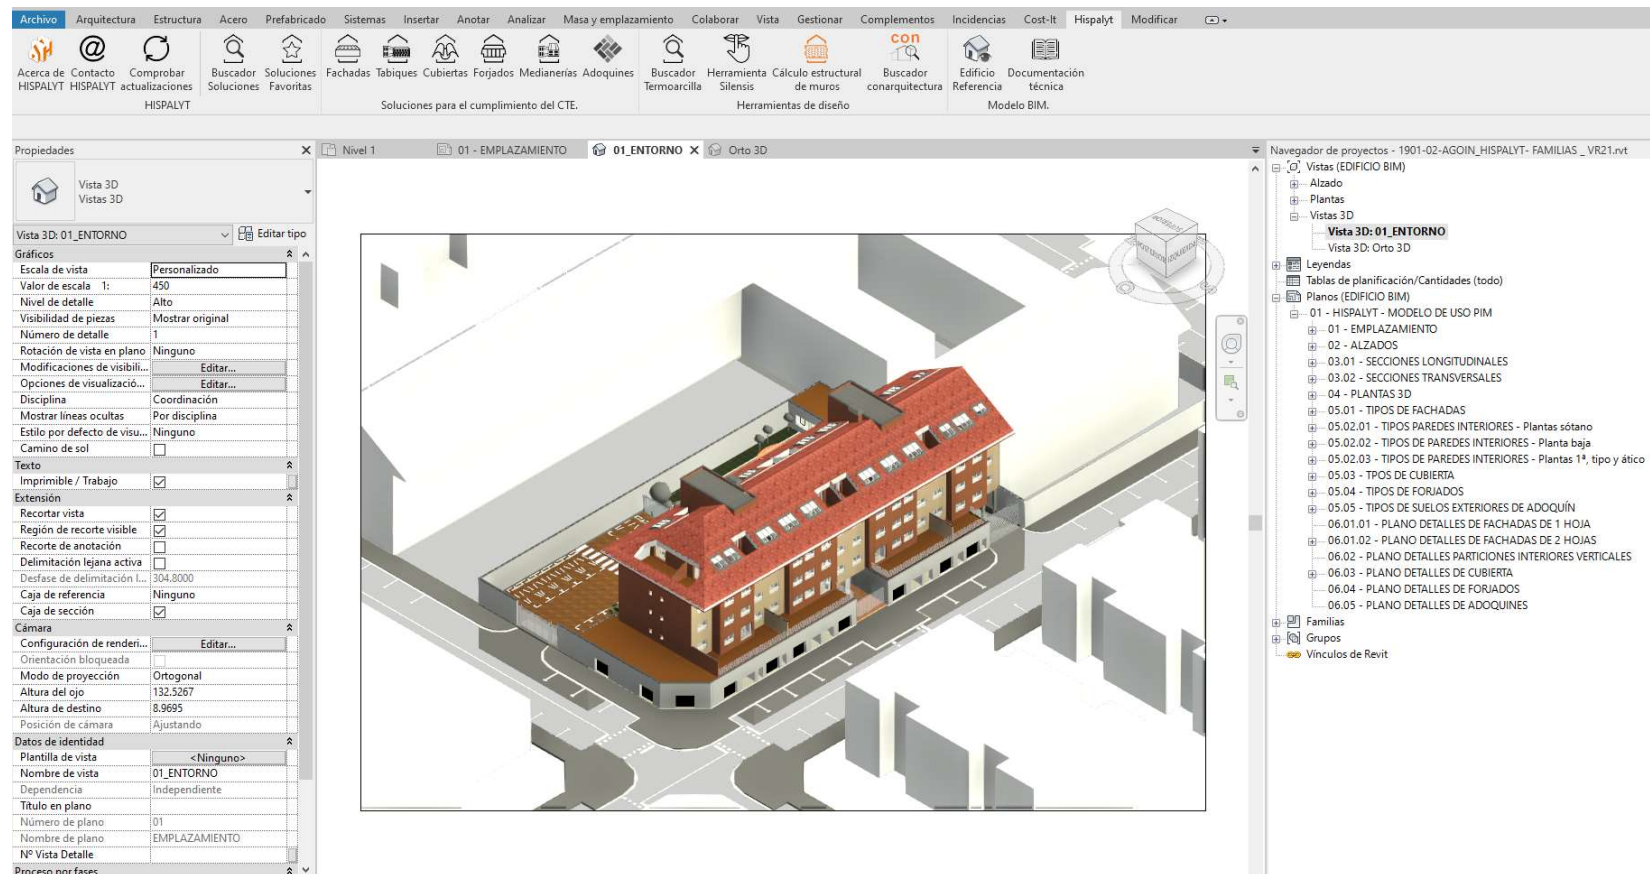 Archivo Arquitectura Estructura Acero Prefabricado Sistemas Insertar Anotar Analizar Masa y emplazamiento Colaborar Vista Gestionar Complementos Incidencias Cost-It Hispalyt Modificar
Acerca de HISPALYT
Contacto HISPALYT
Comprobar actualizaciones
Buscador Soluciones
Soluciones Favoritas
Fachadas Tabiques Cubiertas Forjados Medianerías Adoquines
Buscador Termoarcilla
Herramienta Silensis
Cálculo estructural de muros
con
Buscador conarquitectura
Edificio Referencia
Documentación técnica
HISPALYT
Soluciones para el cumplimiento del CTE.
Herramientas de diseño
Modelo BIM.
Propiedades
Vista 3D
Vistas 3D
Vista 3D: 01_ENTORNO
Editar tipo
Gráficos
Escala de vista Personalizado
Valor de escala 1: 450
Nivel de detalle Alto
Visibilidad de piezas Mostrar original
Número de detalle 1
Rotación de vista en plano Ninguno
Modificaciones de visibili... Editar...
Opciones de visualizació... Editar...
Disciplina Coordinación
Mostrar líneas ocultas Por disciplina
Estilo por defecto de visu... Ninguno
Camino de sol
Texto
Imprimible / Trabajo
Extensión
Recortar vista
Región de recorte visible
Recorte de anotación
Delimitación lejana activa
Desfase de delimitación l... 304.8000
Caja de referencia Ninguno
Caja de sección
Cámara
Configuración de renderi... Editar...
Orientación bloqueada
Modo de proyección Ortogonal
Altura del ojo 132.5267
Altura de destino 8.9695
Posición de cámara Ajustando
Datos de identidad
Plantilla de vista <Ninguno>
Nombre de vista 01_ENTORNO
Dependencia Independiente
Título en plano
Número de plano 01
Nombre de plano EMPLAZAMIENTO
Nº Vista Detalle
Proceso por fases
Nivel 1
01 - EMPLAZAMIENTO
01_ENTORNO
Orto 3D
Navegador de proyectos - 1901-02-AGOIN_HISPALYT- FAMILIAS _ VR21.rvt
Vistas (EDIFICIO BIM)
Alzado
Plantas
Vistas 3D
Vista 3D: 01_ENTORNO
Vista 3D: Orto 3D
Leyendas
Tablas de planificación/Cantidades (todo)
Planos (EDIFICIO BIM)
01 - HISPALYT - MODELO DE USO PIM
01 - EMPLAZAMIENTO
02 - ALZADOS
03.01 - SECCIONES LONGITUDINALES
03.02 - SECCIONES TRANSVERSALES
04 - PLANTAS 3D
05.01 - TIPOS DE FACHADAS
05.02.01 - TIPOS PAREDES INTERIORES - Plantas sótano
05.02.02 - TIPOS DE PAREDES INTERIORES - Planta baja
05.02.03 - TIPOS DE PAREDES INTERIORES - Plantas 1ª, tipo y ático
05.03 - TPOS DE CUBIERTA
05.04 - TIPOS DE FORJADOS
05.05 - TIPOS DE SUELOS EXTERIORES DE ADOQUÍN
06.01.01 - PLANO DETALLES DE FACHADAS DE 1 HOJA
06.01.02 - PLANO DETALLES DE FACHADAS DE 2 HOJAS
06.02 - PLANO DETALLES PARTICIONES INTERIORES VERTICALES
06.03 - PLANO DETALLES DE CUBIERTA
06.04 - PLANO DETALLES DE FORJADOS
06.05 - PLANO DETALLES DE ADOQUINES
Familias
Grupos
Vínculos de Revit